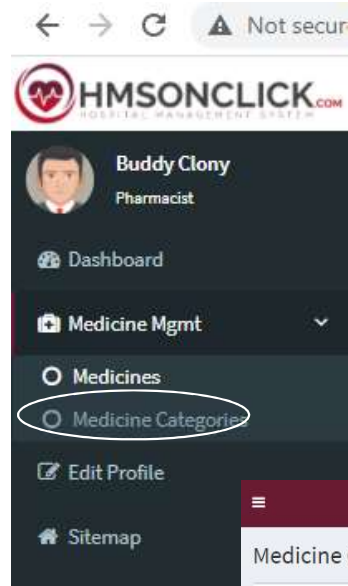 Not secur
HMSONCLICK.COM
HOSPITAL MANAGEMENT SYSTEM
Buddy Clony
Pharmacist
Dashboard
Medicine Mgmt
Medicines
Medicine Categories
Edit Profile
Sitemap
Medicine